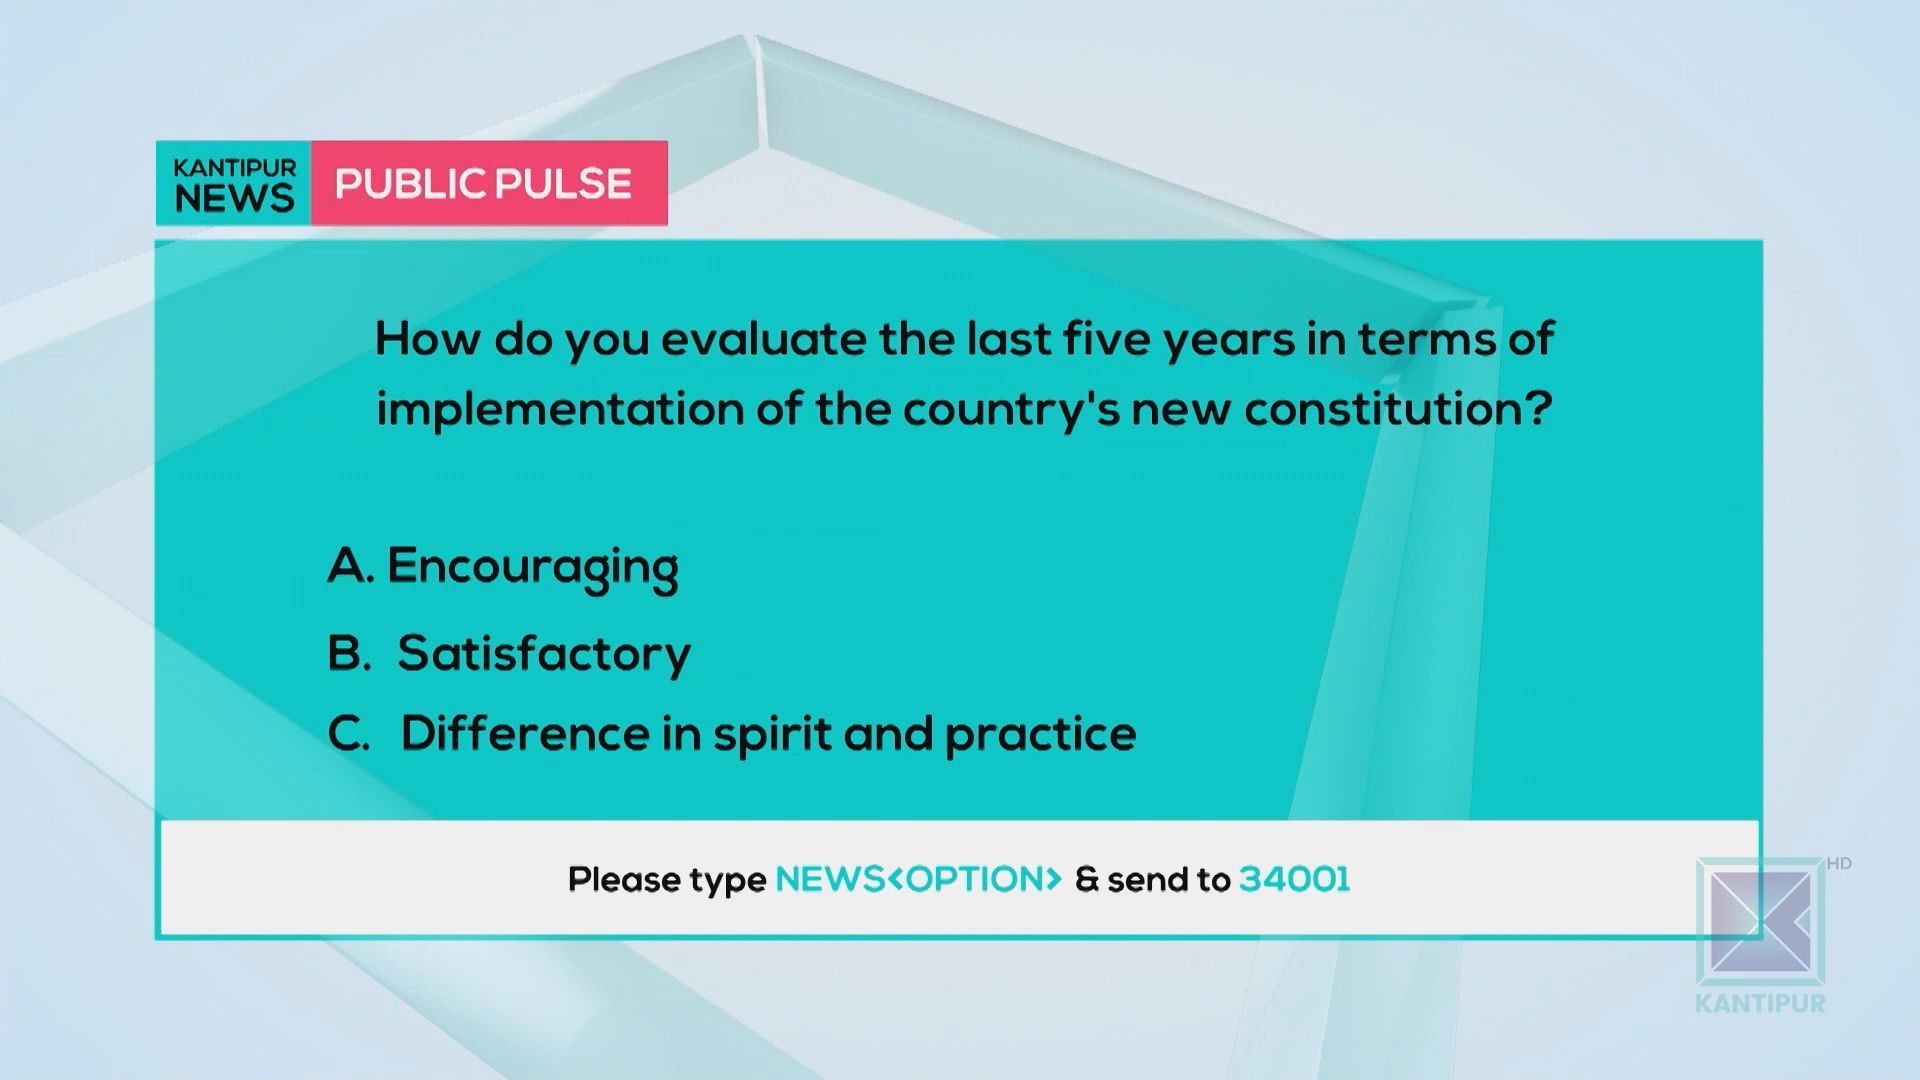 KANTIPUR
NEWS
PUBLIC PULSE
How do you evaluate the last five years in terms of
implementation of the country's new constitution?
A. Encouraging
B. Satisfactory
C. Difference in spirit and practice
Please type NEWS<OPTION> & send to 34001
HD
KANTIPUR